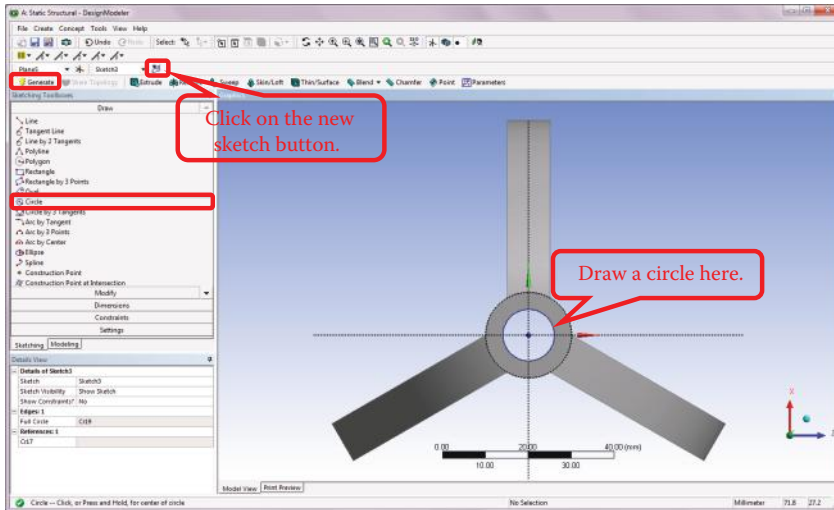 A: Static Structural - DesignModeler
File Create Concept Tools View Help
Undo Redo Select:
Plane5 Sketch3
Generate Share Topology Extrude Sweep Skin/Loft Thin/Surface Blend Chamfer Point Parameters
Sketching Toolboxes
Draw
Line
Tangent Line
Line by 2 Tangents
Polyline
Polygon
Rectangle
Rectangle by 3 Points
Oval
Circle
Circle by 3 Tangents
Arc by Tangent
Arc by 3 Points
Arc by Center
Ellipse
Spline
Construction Point
Construction Point at Intersection
Modify
Dimensions
Constraints
Settings
Sketching Modeling
Details View
Details of Sketch3
Sketch Sketch3
Sketch Visibility Show Sketch
Show Constraints? No
Edges: 1
Full Circle Cr19
References: 1
Cr17
Click on the new
sketch button.
Draw a circle here.
0.00 20.00 40.00 (mm)
10.00 30.00
X
Z
Model View Print Preview
Circle -- Click, or Press and Hold, for center of circle No Selection Millimeter 71.8 27.2